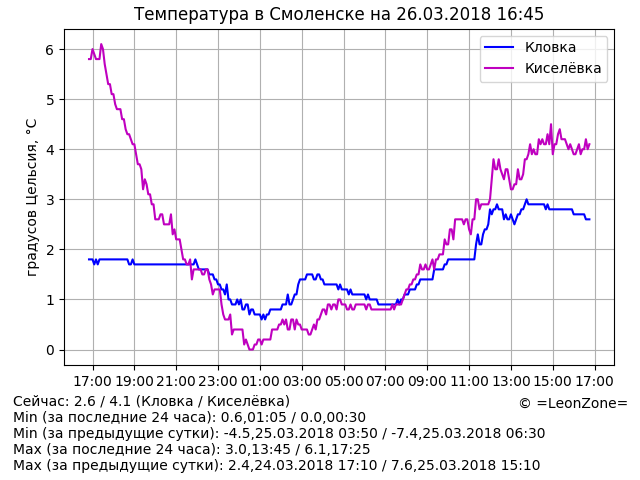 Температура в Смоленске на 26.03.2018 16:45
Кловка
Киселёвка
градусов Цельсия, °C
6
5
4
3
2
1
0
17:00 19:00 21:00 23:00 01:00 03:00 05:00 07:00 09:00 11:00 13:00 15:00 17:00
Сейчас: 2.6 / 4.1 (Кловка / Киселёвка)
© =LeonZone=
Min (за последние 24 часа): 0.6,01:05 / 0.0,00:30
Min (за предыдущие сутки): -4.5,25.03.2018 03:50 / -7.4,25.03.2018 06:30
Max (за последние 24 часа): 3.0,13:45 / 6.1,17:25
Max (за предыдущие сутки): 2.4,24.03.2018 17:10 / 7.6,25.03.2018 15:10